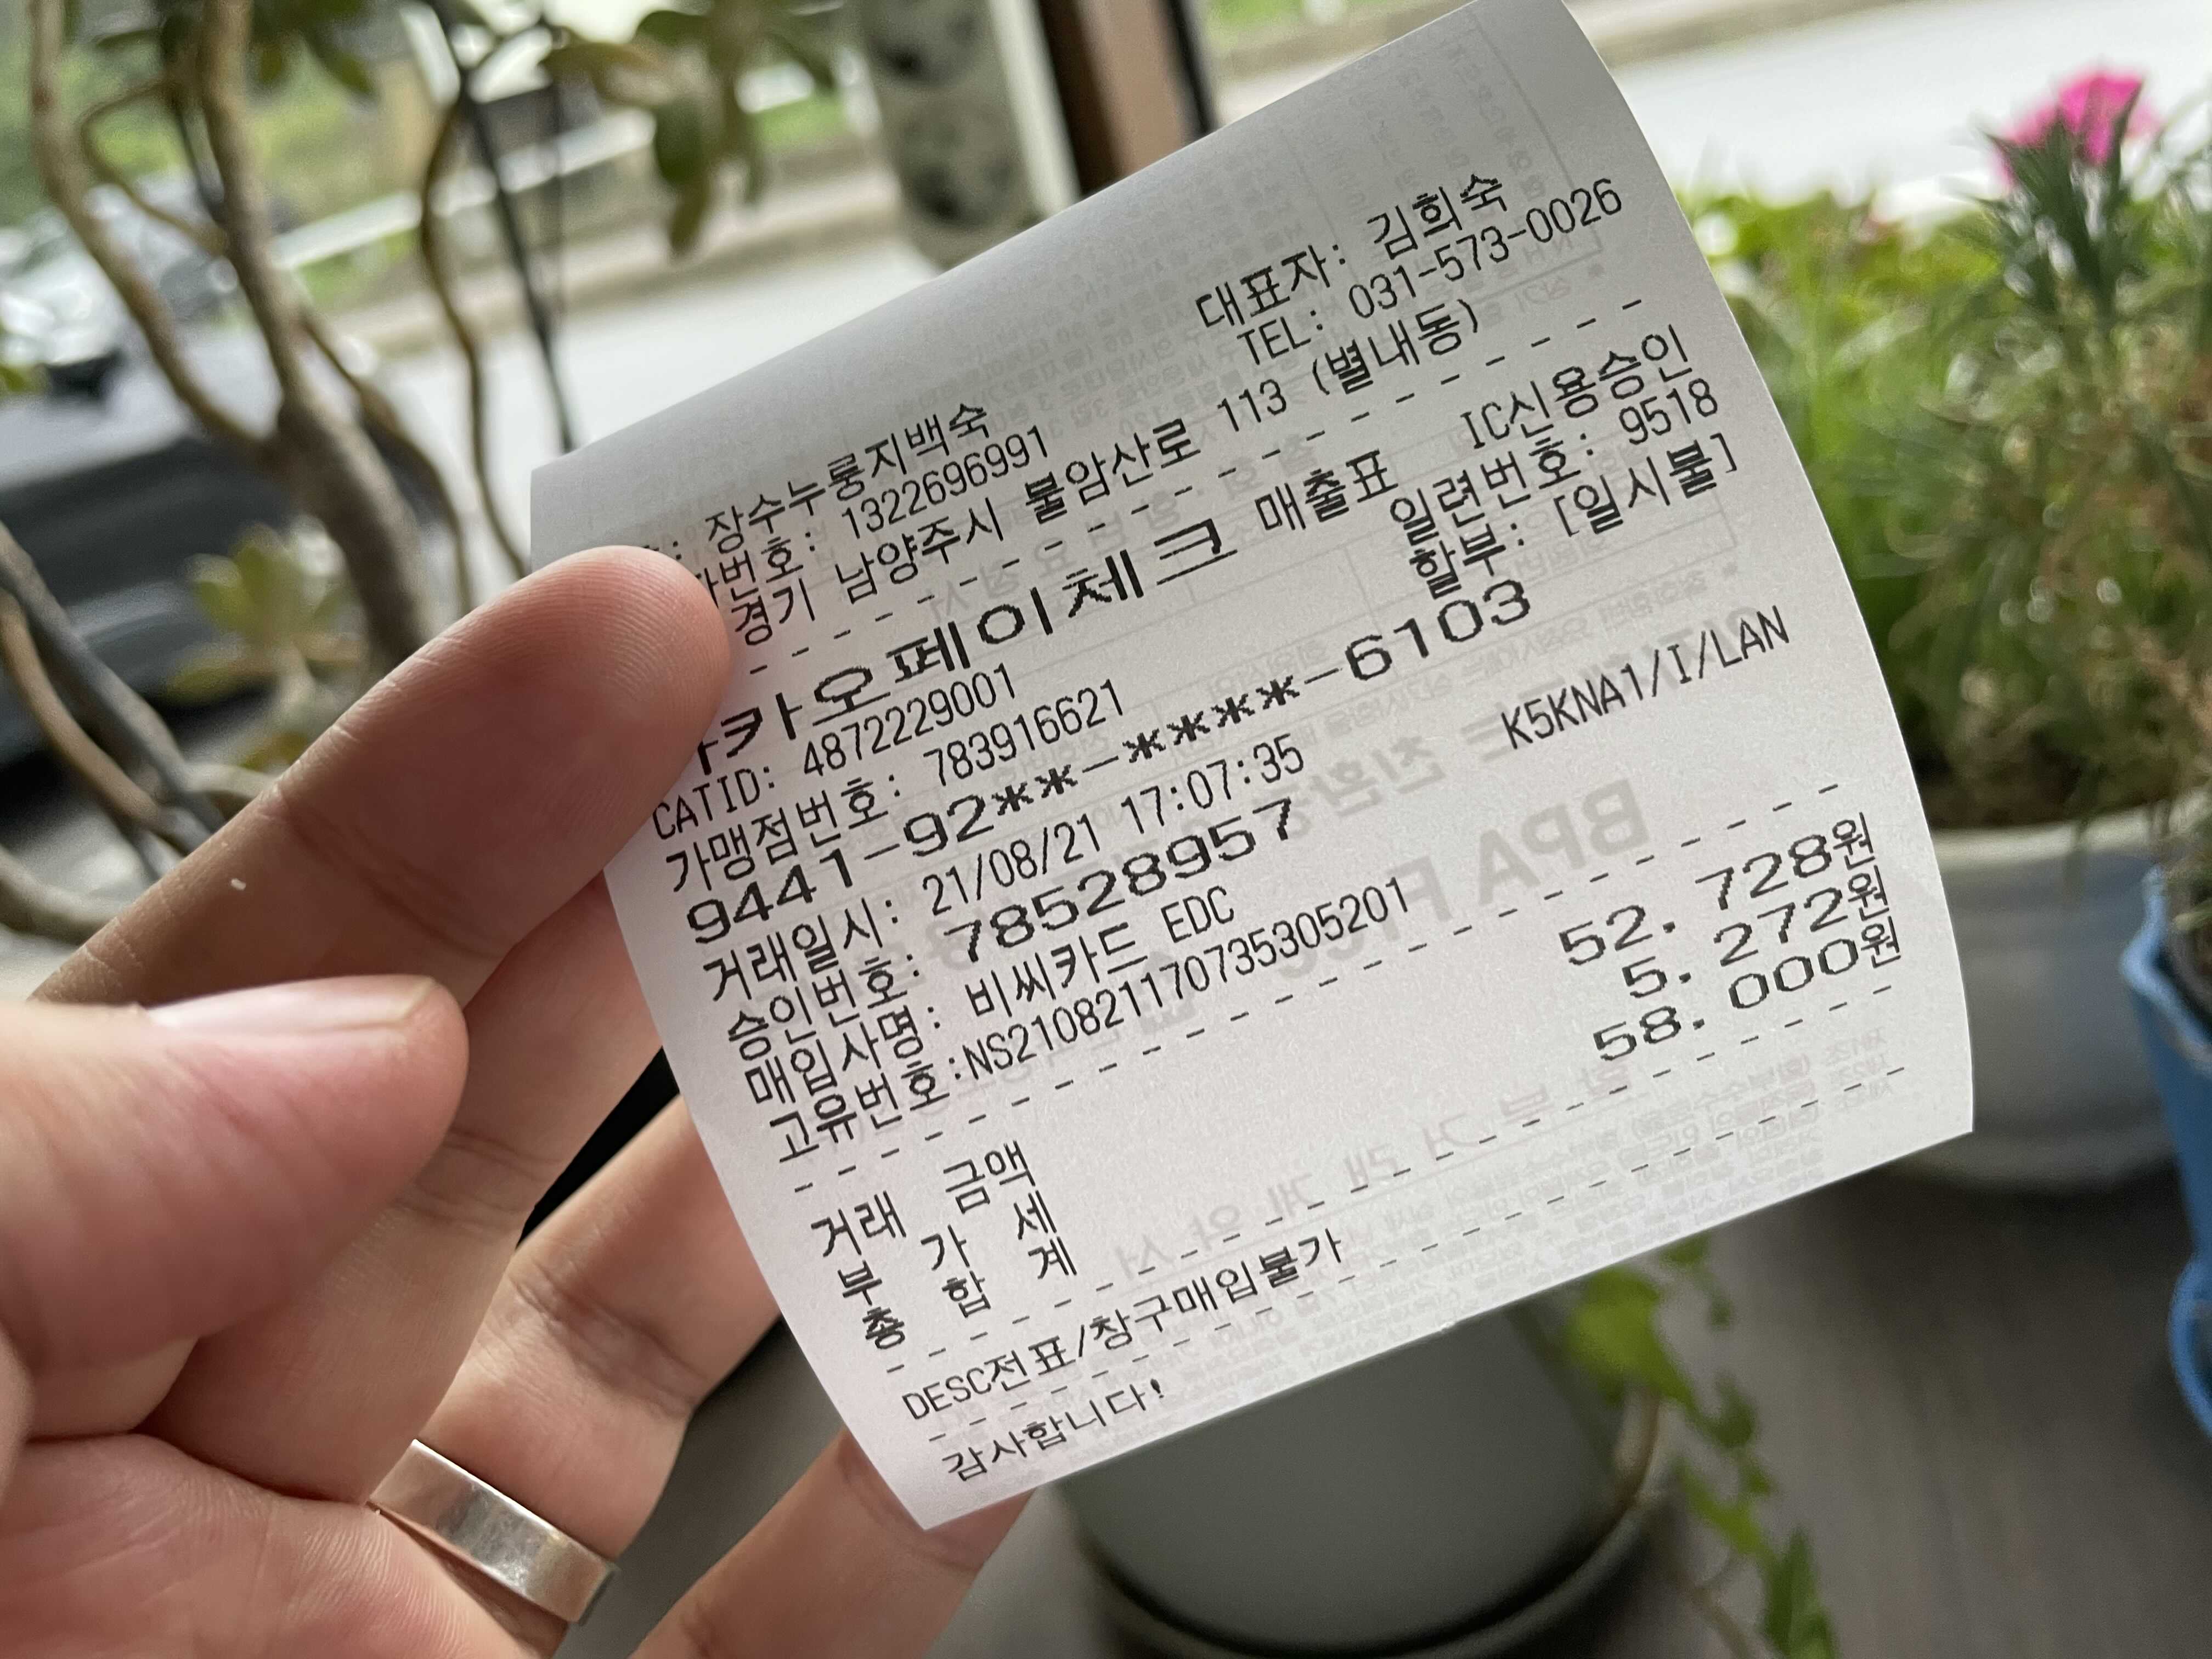 장수누룽지백숙 대표자: 김희숙
번호: 1322696991 TEL: 031-573-0026
경기 남양주시 불암산로 113 (별내동)
카오페이체크 매출표 IC신용승인
CATID: 4872229001 일련번호: 9518
가맹점번호: 783916621 할부: [일시불]
9441-92**-****-6103
거래일시: 21/08/21 17:07:35 K5KNA1/I/LAN
승인번호: 78528957
매입사명: 비씨카드 EDC
고유번호:NS210821170735305201
거래 금액 52.728원
부 가 세 5.272원
총 합 계 58.000원
DESC전표/창구매입불가
감사합니다!